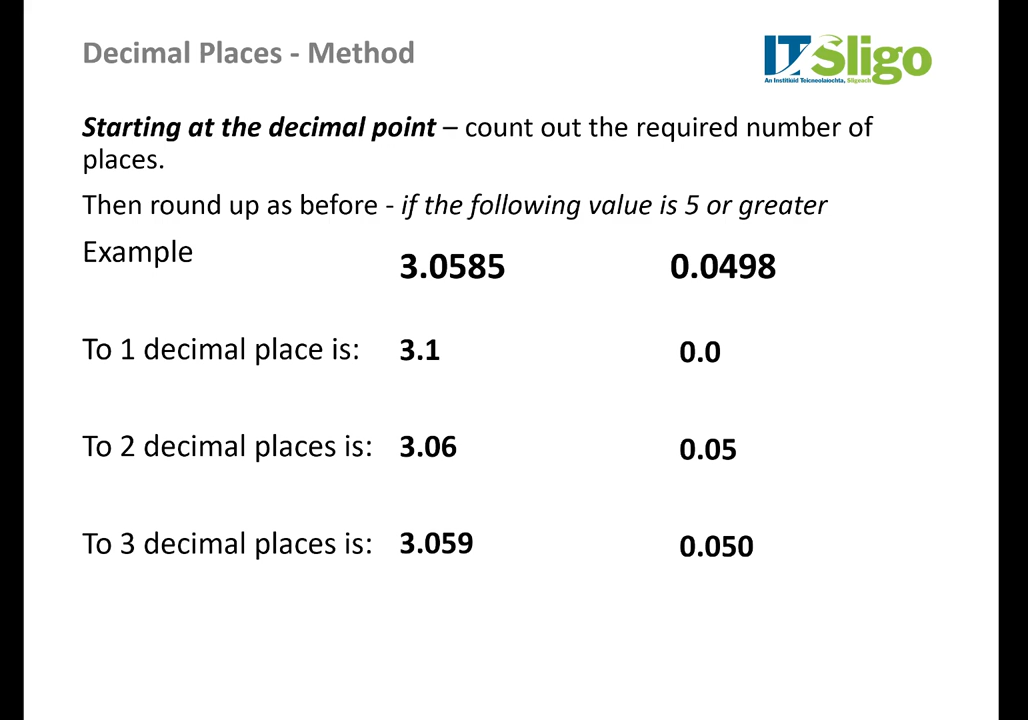 Decimal Places - Method
ITSligo
An Institiúid Teicneolaíochta, Sligeach
Starting at the decimal point – count out the required number of
places.
Then round up as before - if the following value is 5 or greater
Example
3.0585 0.0498
To 1 decimal place is: 3.1 0.0
To 2 decimal places is: 3.06 0.05
To 3 decimal places is: 3.059 0.050